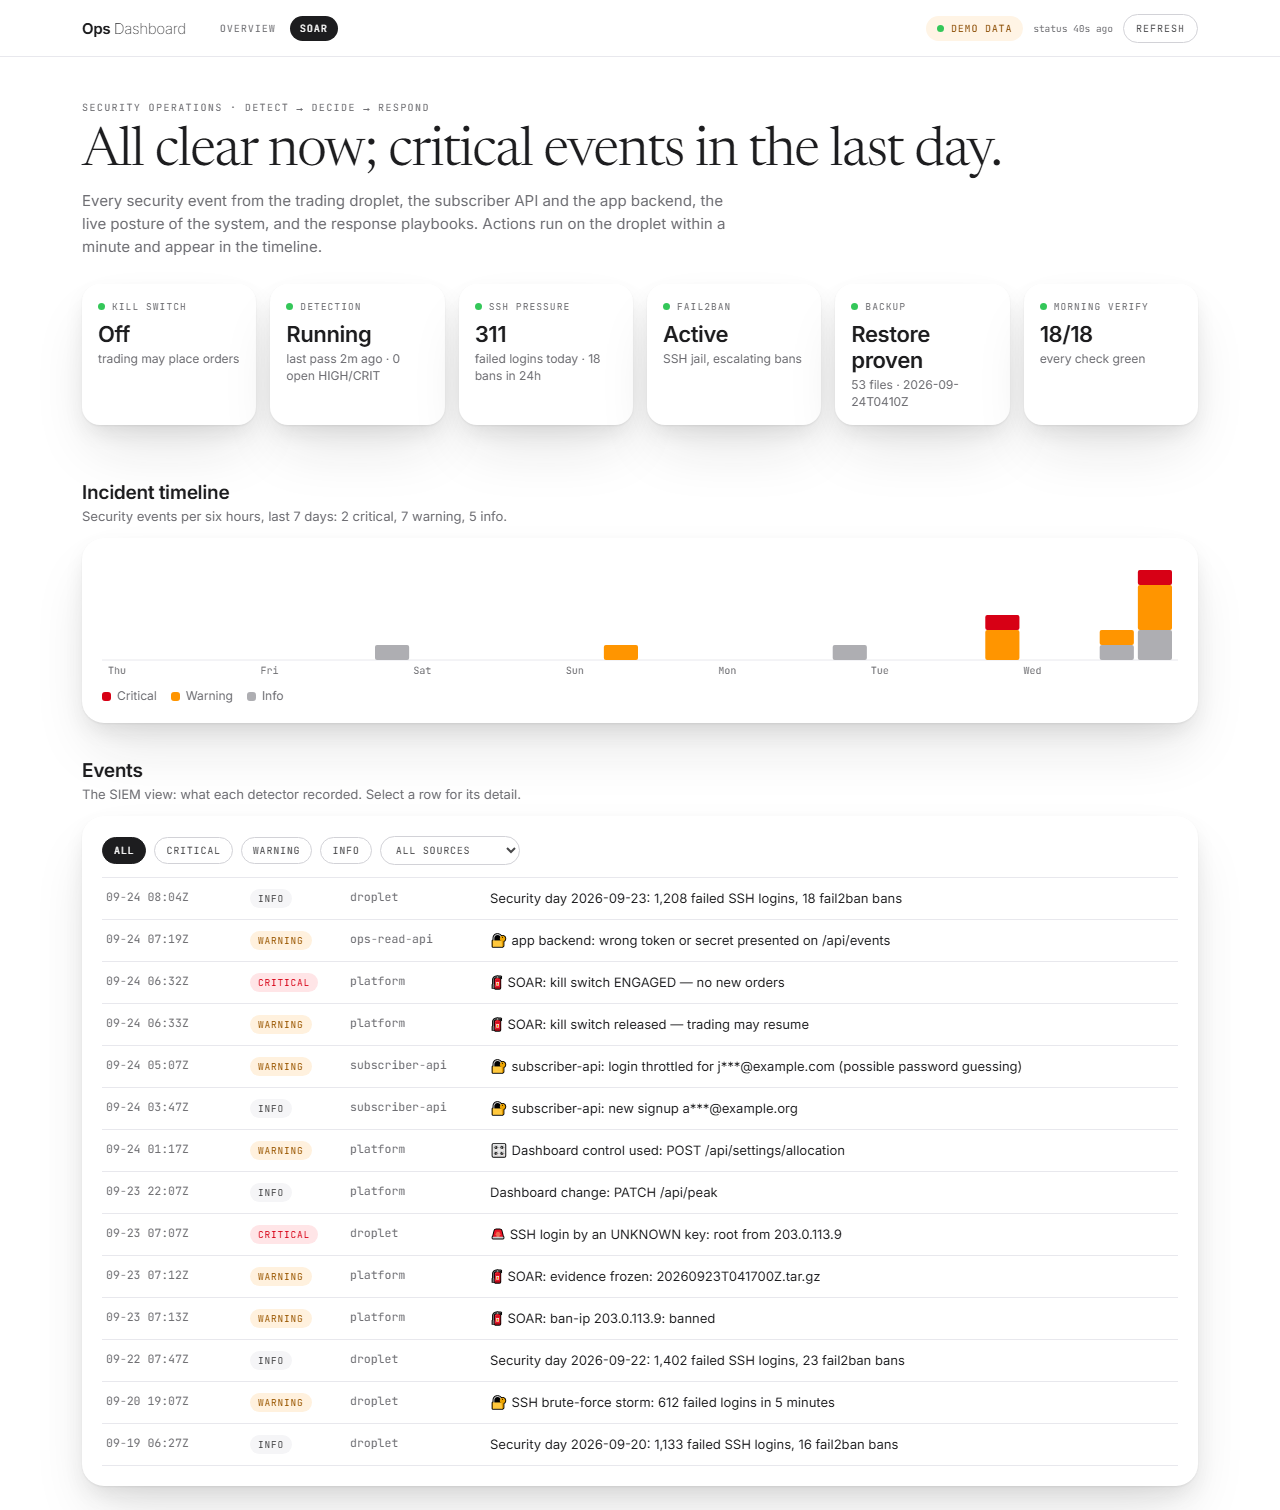 Ops Dashboard OVERVIEW SOAR DEMO DATA status 40s ago REFRESH
SECURITY OPERATIONS · DETECT → DECIDE → RESPOND
All clear now; critical events in the last day.
Every security event from the trading droplet, the subscriber API and the app backend, the
live posture of the system, and the response playbooks. Actions run on the droplet within a
minute and appear in the timeline.
KILL SWITCH
Off
trading may place orders
DETECTION
Running
last pass 2m ago · 0
open HIGH/CRIT
SSH PRESSURE
311
failed logins today · 18
bans in 24h
FAIL2BAN
Active
SSH jail, escalating bans
BACKUP
Restore
proven
53 files · 2026-09-
24T0410Z
MORNING VERIFY
18/18
every check green
Incident timeline
Security events per six hours, last 7 days: 2 critical, 7 warning, 5 info.
Thu Fri Sat Sun Mon Tue Wed
Critical Warning Info
Events
The SIEM view: what each detector recorded. Select a row for its detail.
ALL CRITICAL WARNING INFO ALL SOURCES
09-24 08:04Z INFO droplet Security day 2026-09-23: 1,208 failed SSH logins, 18 fail2ban bans
09-24 07:19Z WARNING ops-read-api 🔐 app backend: wrong token or secret presented on /api/events
09-24 06:32Z CRITICAL platform 🧯 SOAR: kill switch ENGAGED — no new orders
09-24 06:33Z WARNING platform 🧯 SOAR: kill switch released — trading may resume
09-24 05:07Z WARNING subscriber-api 🔐 subscriber-api: login throttled for j***@example.com (possible password guessing)
09-24 03:47Z INFO subscriber-api 🔐 subscriber-api: new signup a***@example.org
09-24 01:17Z WARNING platform 🎛 Dashboard control used: POST /api/settings/allocation
09-23 22:07Z INFO platform Dashboard change: PATCH /api/peak
09-23 07:07Z CRITICAL droplet 🚨 SSH login by an UNKNOWN key: root from 203.0.113.9
09-23 07:12Z WARNING platform 🧯 SOAR: evidence frozen: 20260923T041700Z.tar.gz
09-23 07:13Z WARNING platform 🧯 SOAR: ban-ip 203.0.113.9: banned
09-22 07:47Z INFO droplet Security day 2026-09-22: 1,402 failed SSH logins, 23 fail2ban bans
09-20 19:07Z WARNING droplet 🔐 SSH brute-force storm: 612 failed logins in 5 minutes
09-19 06:27Z INFO droplet Security day 2026-09-20: 1,133 failed SSH logins, 16 fail2ban bans